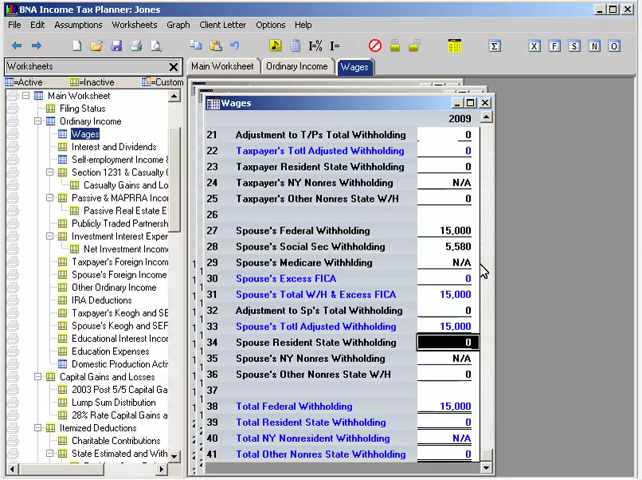 BNA Income Tax Planner: Jones
File Edit Assumptions Worksheets Graph Client Letter Options Help
I% I= Σ X F S N O
Worksheets
=Active =Inactive =Custom
Main Worksheet
Filing Status
Ordinary Income
Wages
Interest and Dividends
Self-employment Income &
Section 1231 & Casualty (
Casualty Gains and Lo
Passive & MAPRRA Incor
Passive Real Estate E
Publicly Traded Partnersh
Investment Interest Exper
Net Investment Income
Taxpayer's Foreign Incom
Spouse's Foreign Income
Other Ordinary Income
IRA Deductions
Taxpayer's Keogh and SE
Spouse's Keogh and SEF
Educational Interest Incor
Education Expenses
Domestic Production Acti
Capital Gains and Losses
2003 Post 5/5 Capital Ga
Lump Sum Distribution
28% Rate Capital Gains a
Itemized Deductions
Charitable Contributions
State Estimated and With
Main Worksheet Ordinary Income Wages
Wages
2009
21 Adjustment to T/Ps Total Withholding 0
22 Taxpayer's Totl Adjusted Withholding 0
23 Taxpayer Resident State Withholding 0
24 Taxpayer's NY Nonres Withholding N/A
25 Taxpayer's Other Nonres State W/H 0
26
27 Spouse's Federal Withholding 15,000
28 Spouse's Social Sec Withholding 5,580
29 Spouse's Medicare Withhlding N/A
30 Spouse's Excess FICA 0
31 Spouse's Total W/H & Excess FICA 15,000
32 Adjustment to Sp's Total Withholding 0
33 Spouse's Totl Adjusted Withholding 15,000
34 Spouse Resident State Withholding 0
35 Spouse's NY Nonres Withholding N/A
36 Spouse's Other Nonres State W/H 0
37
38 Total Federal Withholding 15,000
39 Total Resident State Withholding 0
40 Total NY Nonresident Withholding N/A
41 Total Other Nonres State Withholding 0